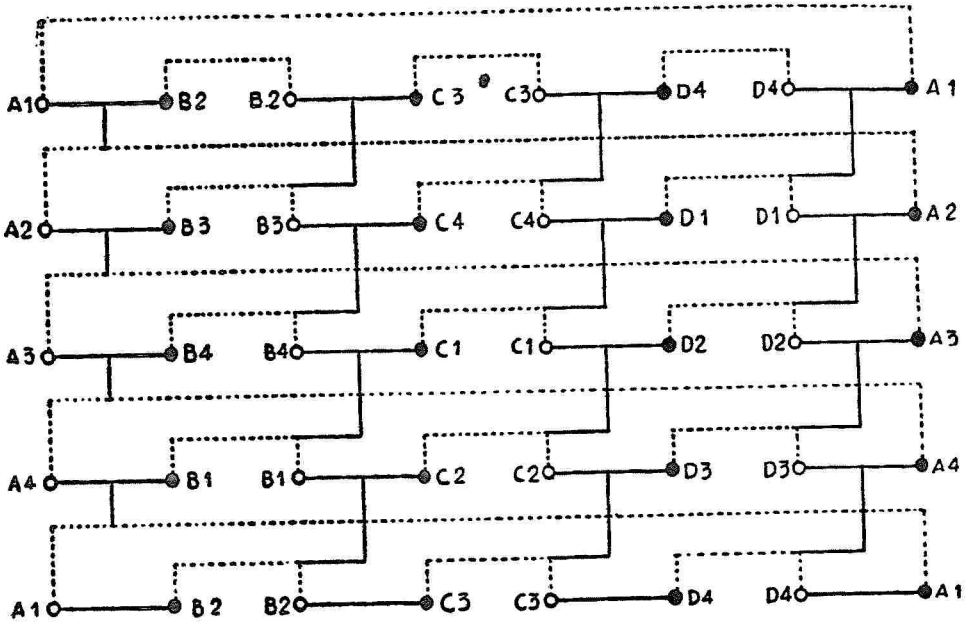 A1 B2 B2 C3 C3 D4 D4 A1
A2 B3 B3 C4 C4 D1 D1 A2
A3 B4 B4 C1 C1 D2 D2 A3
A4 B1 B1 C2 C2 D3 D3 A4
A1 B2 B2 C3 C3 D4 D4 A1